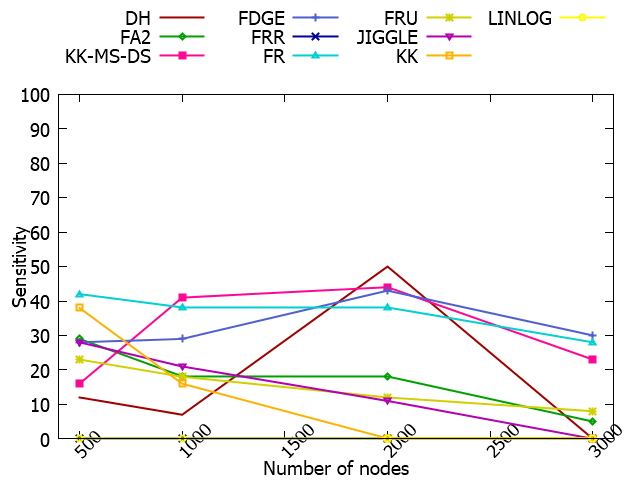 DH FDGE FRU LINLOG
FA2 FRR JIGGLE
KK-MS-DS FR KK
100
90
80
70
60
50
40
30
20
10
0
Sensitivity
500 1000 1500 2000 2500 3000
Number of nodes